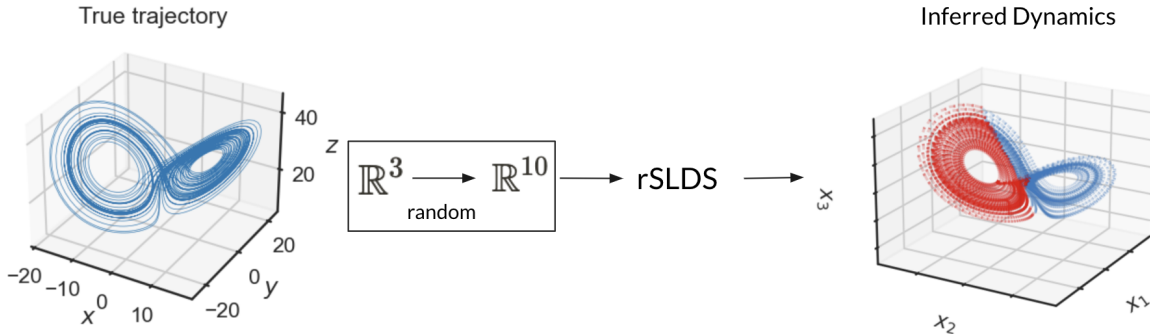 True trajectory
Inferred Dynamics
40
z
20
ℝ³ → ℝ¹⁰
random
rSLDS
x₃
20
0
y
−20
−20
−10
0
10
x
x₁
x₂